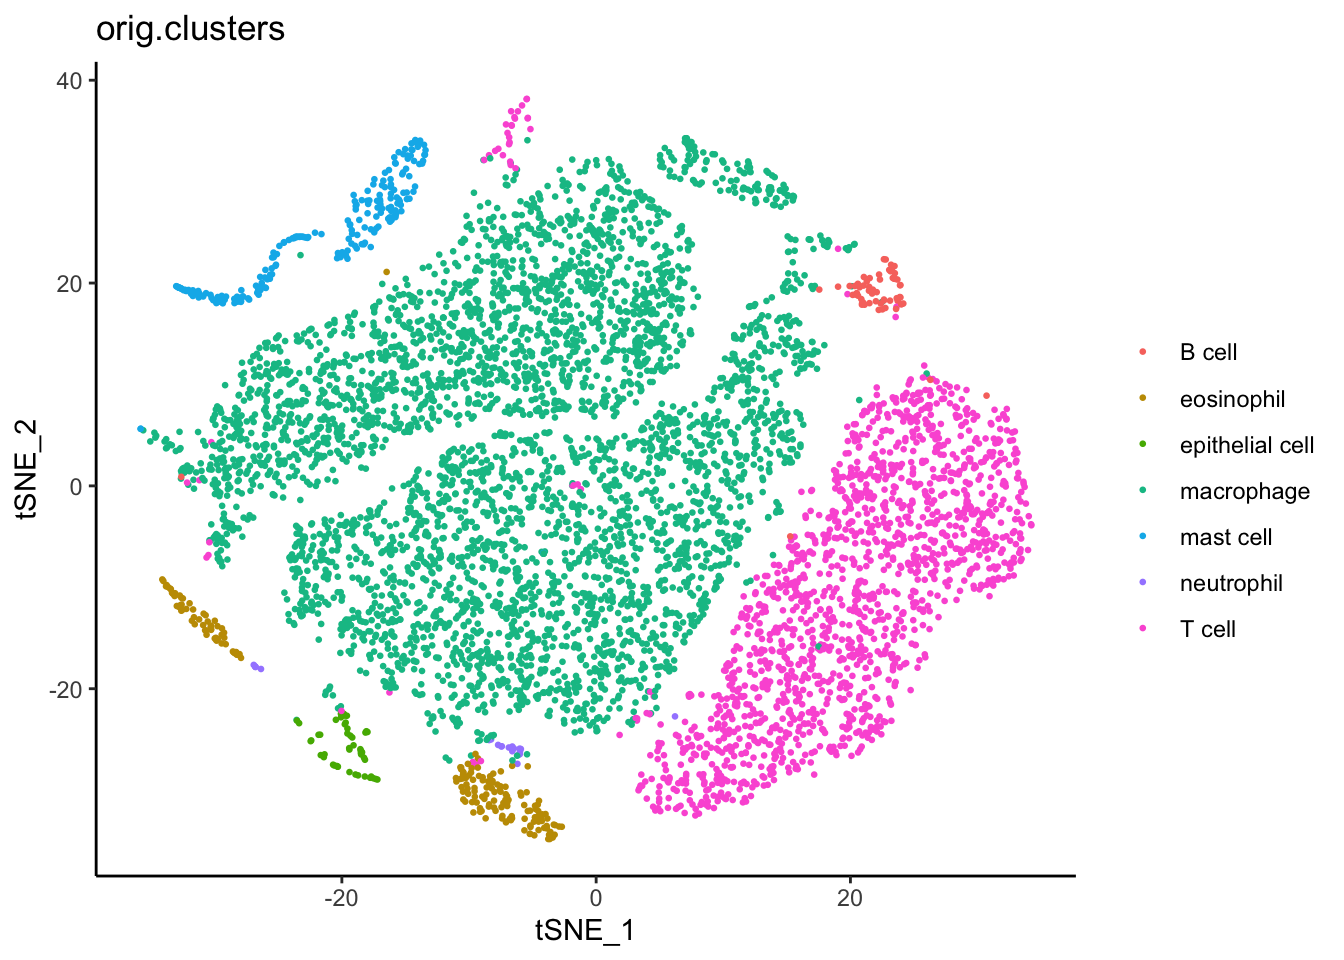 orig.clusters
40
20
0
-20
tSNE_2
-20
0
20
tSNE_1
B cell
eosinophil
epithelial cell
macrophage
mast cell
neutrophil
T cell